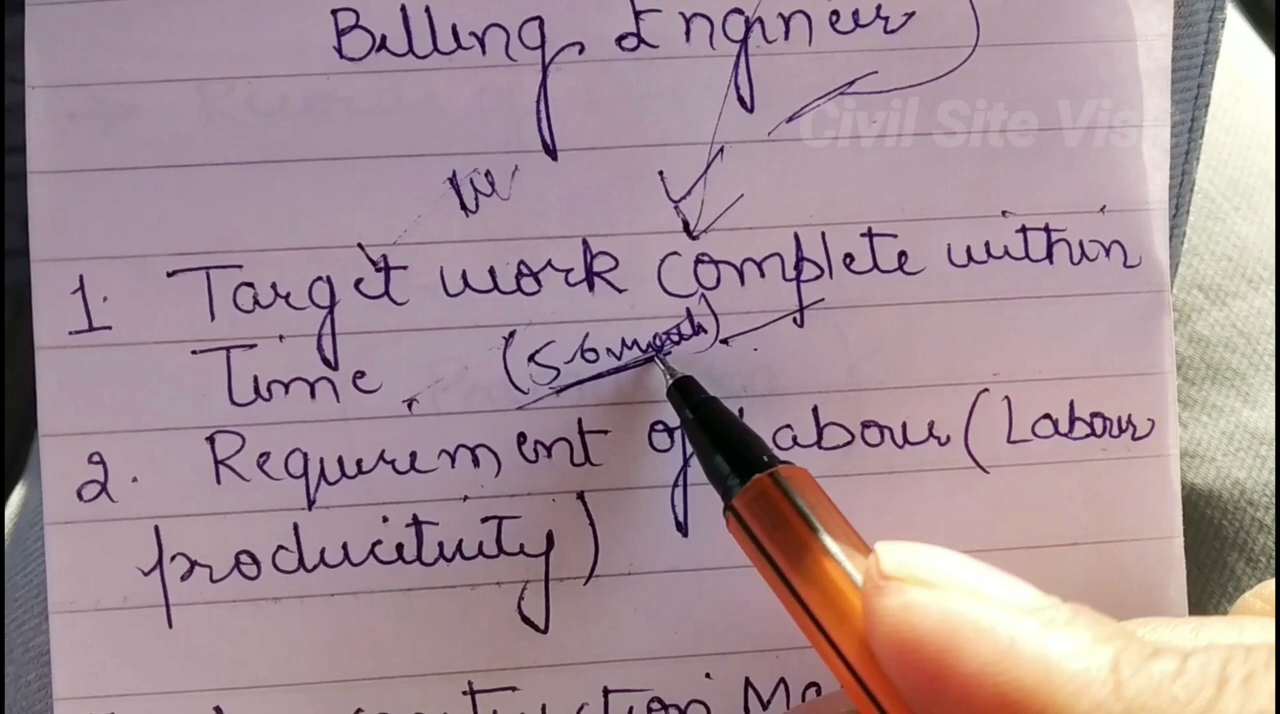 Billing Engineer
Civil Site Visi
1. Target work complete within
Time. (5-6 month)
2. Requirement of Labour (Labour
productivity)